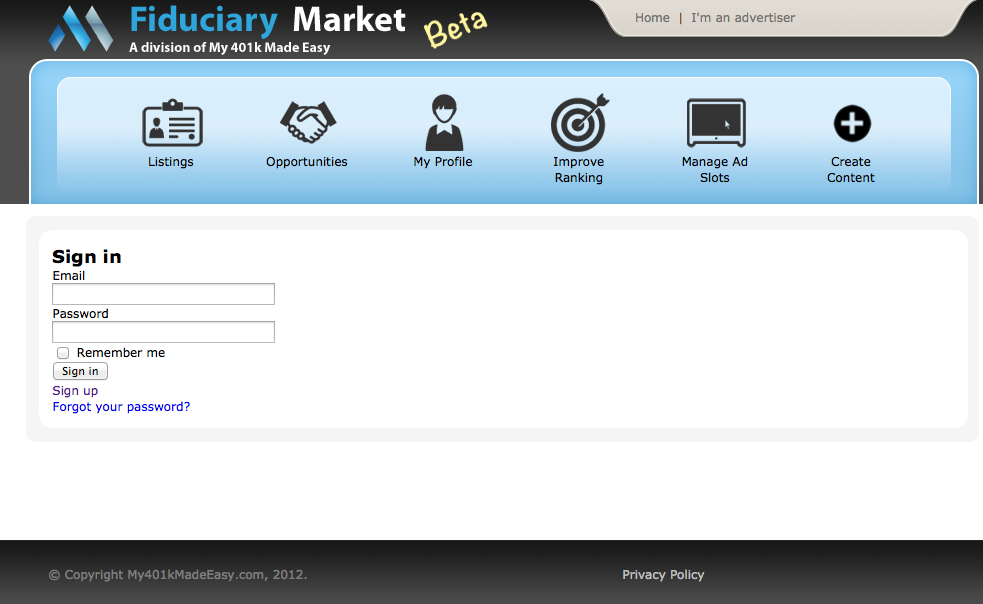 Fiduciary Market Beta
A division of My 401k Made Easy
Home | I'm an advertiser
Listings
Opportunities
My Profile
Improve
Ranking
Manage Ad
Slots
Create
Content
Sign in
Email
Password
Remember me
Sign in
Sign up
Forgot your password?
© Copyright My401kMadeEasy.com, 2012.
Privacy Policy